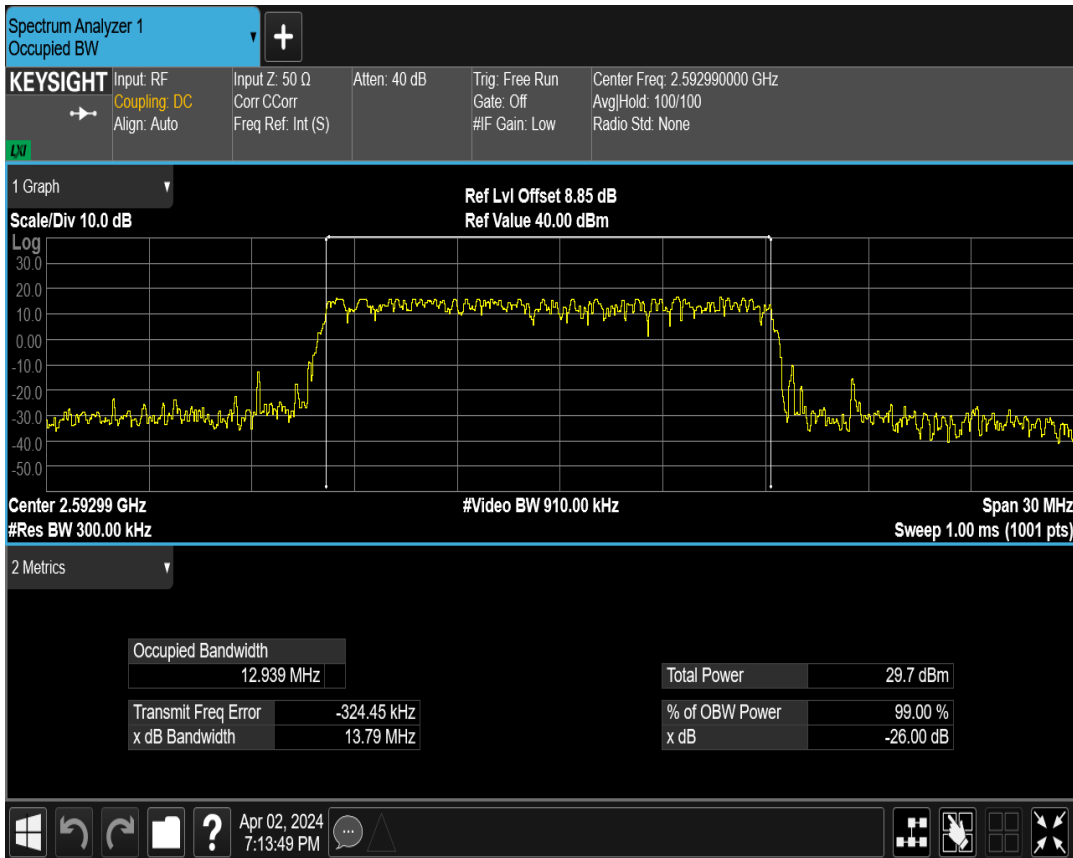 Spectrum Analyzer 1
Occupied BW
+
KEYSIGHT
LXI
Input: RF
Coupling: DC
Align: Auto
Input Z: 50 Ω
Corr CCorr
Freq Ref: Int (S)
Atten: 40 dB
Trig: Free Run
Gate: Off
#IF Gain: Low
Center Freq: 2.592990000 GHz
Avg|Hold: 100/100
Radio Std: None
1 Graph
Scale/Div 10.0 dB
Ref Lvl Offset 8.85 dB
Ref Value 40.00 dBm
Log
30.0
20.0
10.0
0.00
-10.0
-20.0
-30.0
-40.0
-50.0
Center 2.59299 GHz
#Video BW 910.00 kHz
Span 30 MHz
#Res BW 300.00 kHz
Sweep 1.00 ms (1001 pts)
2 Metrics
Occupied Bandwidth
12.939 MHz
Total Power 29.7 dBm
Transmit Freq Error -324.45 kHz
% of OBW Power 99.00 %
x dB Bandwidth 13.79 MHz
x dB -26.00 dB
?
Apr 02, 2024
7:13:49 PM